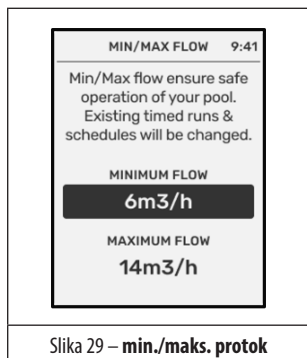 MIN/MAX FLOW 9:41
Min/Max flow ensure safe
operation of your pool.
Existing timed runs &
schedules will be changed.
MINIMUM FLOW
6m3/h
MAXIMUM FLOW
14m3/h
Slika 29 – min./maks. protok